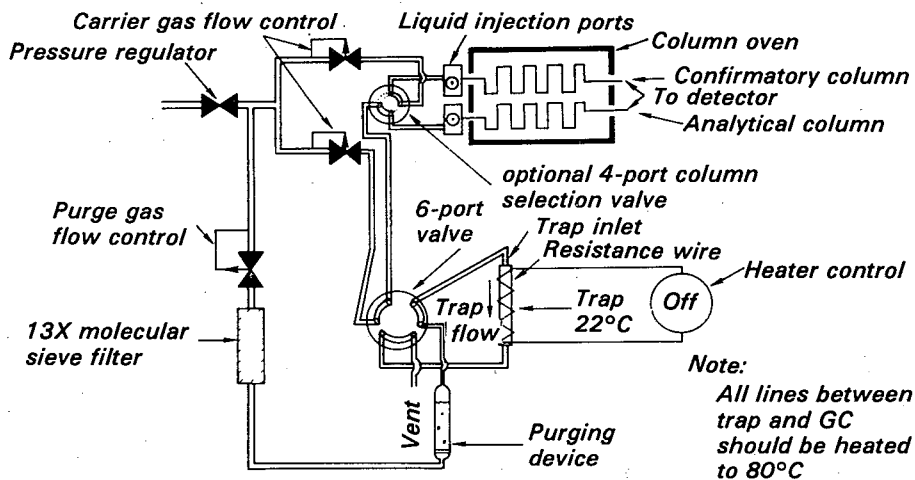 Carrier gas flow control
Pressure regulator
Liquid injection ports
Column oven
Confirmatory column
To detector
Analytical column
optional 4-port column
selection valve
Purge gas
flow control
6-port
valve
Trap inlet
Resistance wire
Heater control
Trap
flow
Trap
22°C
Off
13X molecular
sieve filter
Note:
All lines between
trap and GC
should be heated
to 80°C
Vent
Purging
device